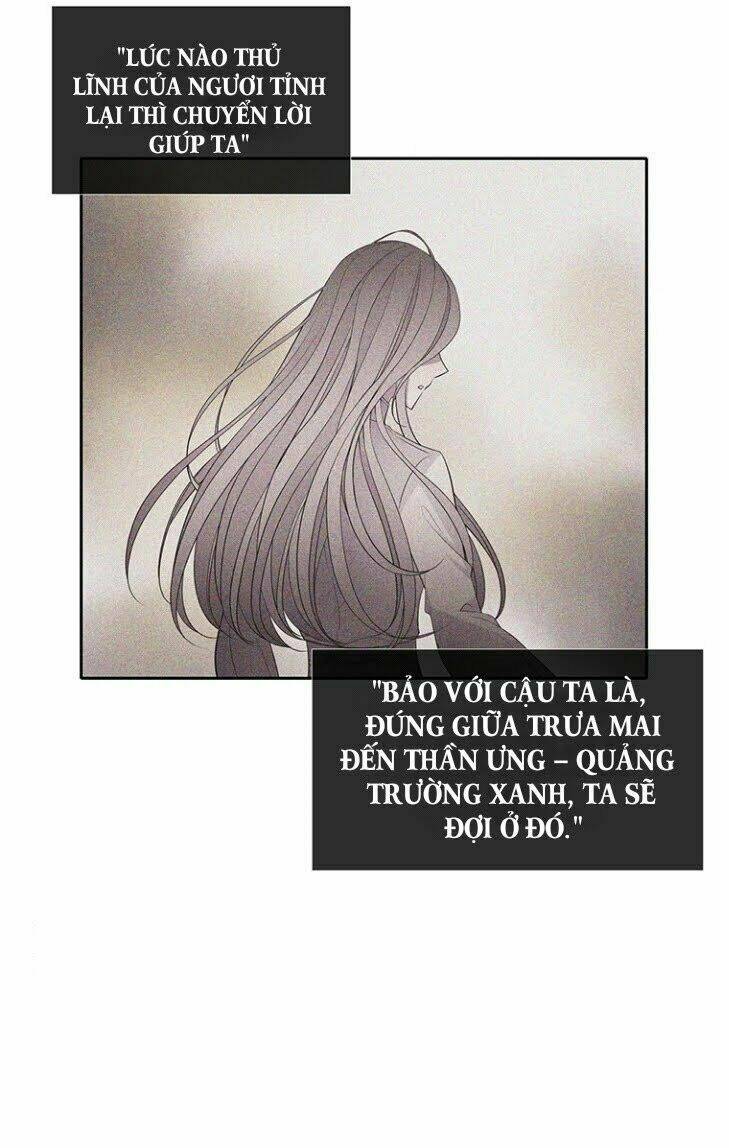 "LÚC NÀO THỦ
LĨNH CỦA NGƯƠI TỈNH
LẠI THÌ CHUYỂN LỜI
GIÚP TA"
"BẢO VỚI CẬU TA LÀ,
ĐÚNG GIỮA TRƯA MAI
ĐẾN THẦN ƯNG – QUẢNG
TRƯỜNG XANH, TA SẼ
ĐỢI Ở ĐÓ."